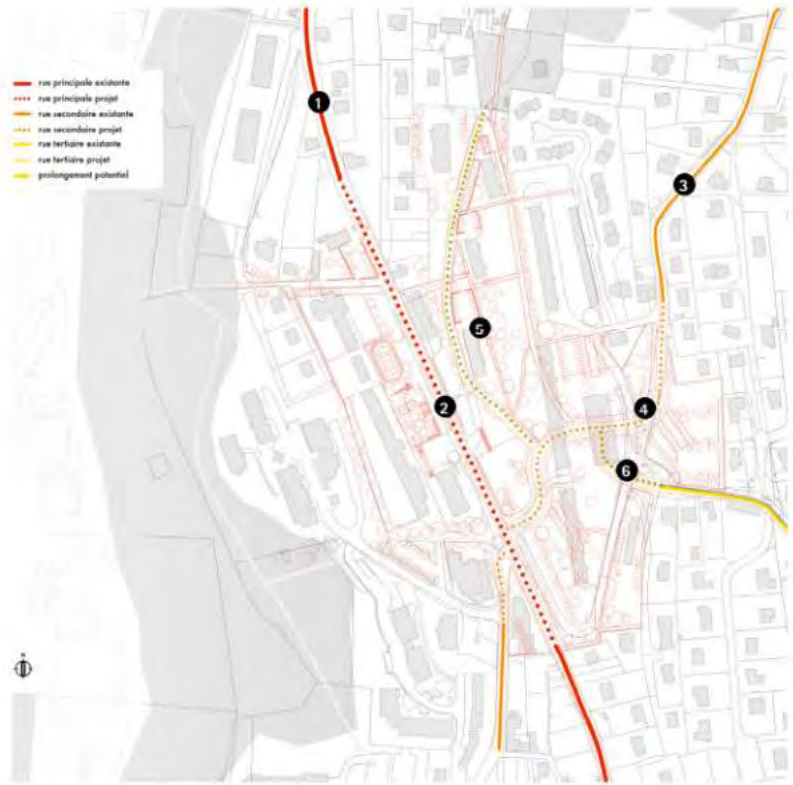 rue principale existante
rue principale projet
rue secondaire existante
rue secondaire projet
rue tertiaire existante
rue tertiaire projet
prolongement potentiel
1
3
5
2
4
6
N